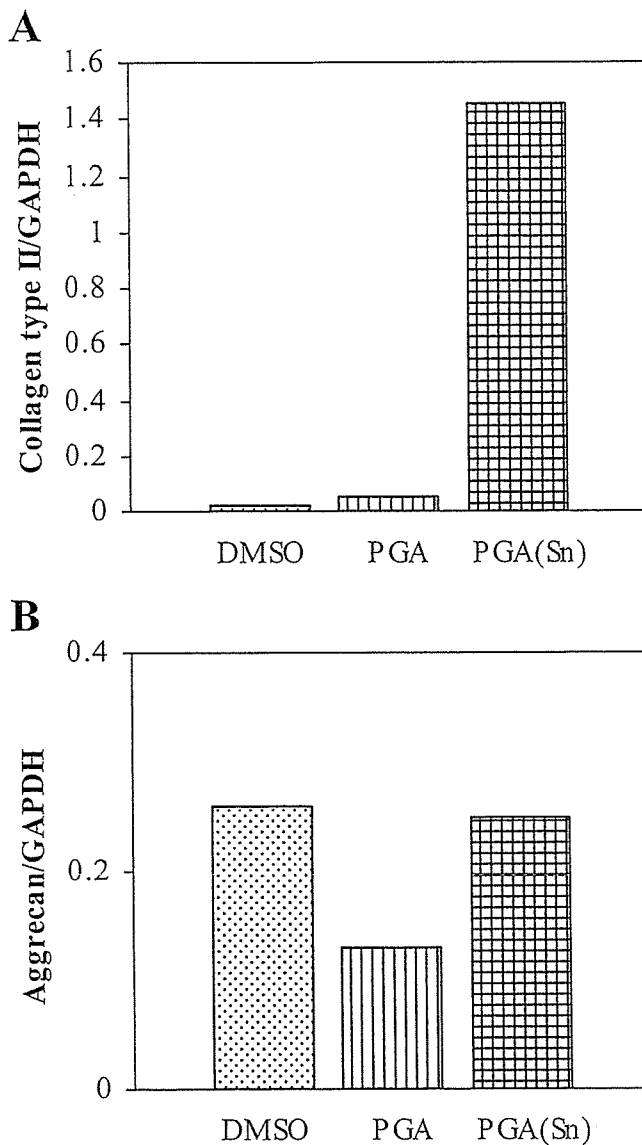 A
Collagen type II/GAPDH
1.6
1.4
1.2
1
0.8
0.6
0.4
0.2
0
DMSO PGA PGA(Sn)
B
Aggrecan/GAPDH
0.4
0.2
0
DMSO PGA PGA(Sn)